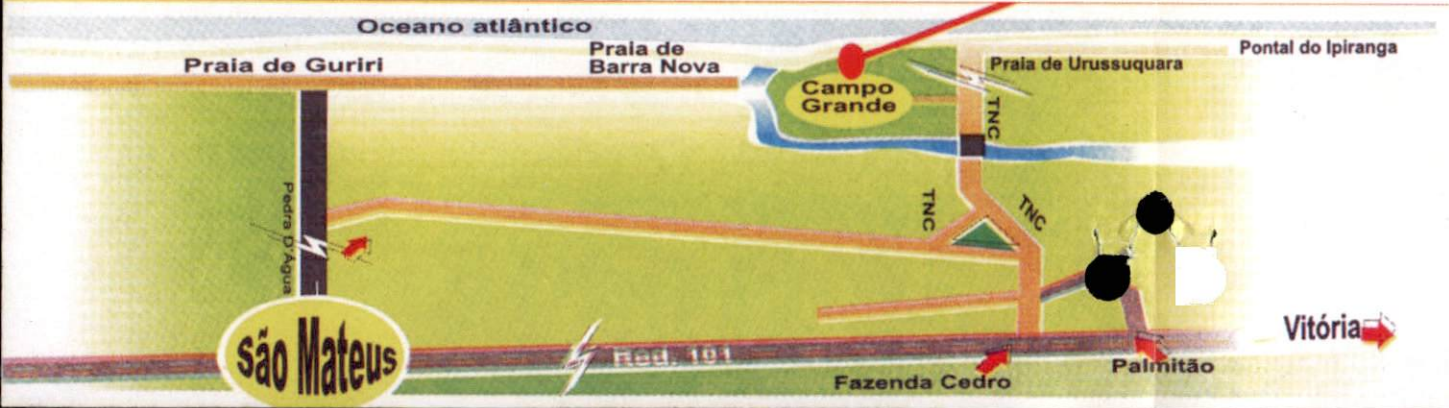 Oceano atlântico
Praia de
Barra Nova
Praia de Guriri
Pontal do Ipiranga
Praia de Urussuquara
Campo
Grande
TNC
TNC
TNC
Pedra D'Água
São Mateus
Rod. 101
Vitória
Palmitão
Fazenda Cedro